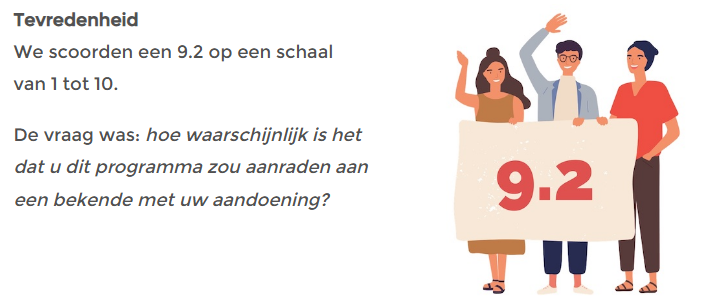 Tevredenheid
We scoorden een 9.2 op een schaal
van 1 tot 10.
De vraag was: hoe waarschijnlijk is het
dat u dit programma zou aanraden aan
een bekende met uw aandoening?
9.2